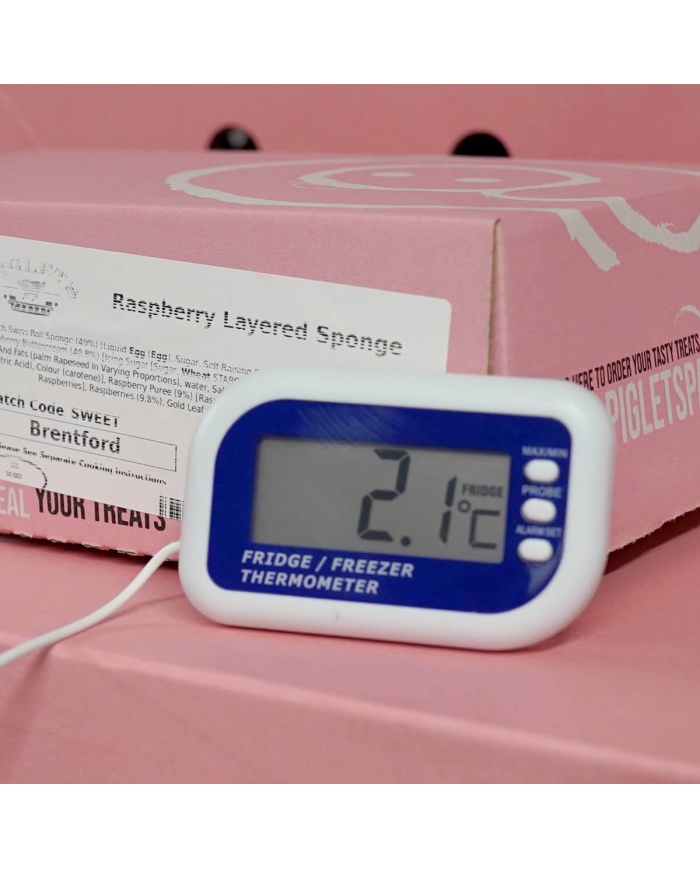 Raspberry Layered Sponge
Swiss Roll Sponge (49%) [Liquid Egg (Egg), Sugar, Self Raising
Buttercream (40.8%) [Icing Sugar [Sugar, Wheat
And Fats (palm Rapeseed In Varying Proportions), water,
Acid), Colour (carotene)], Raspberry Puree (9%)
Raspberries], Raspberries (9.8%), Gold Leaf
Code SWEET
Brentford
Please See Separate Cooking Instructions
YOUR TREATS
HERE TO ORDER YOUR TASTY TREATS
PIGLETSP
2.1°C
FRIDGE
MAX/MIN
PROBE
ALARM SET
FRIDGE / FREEZER
THERMOMETER